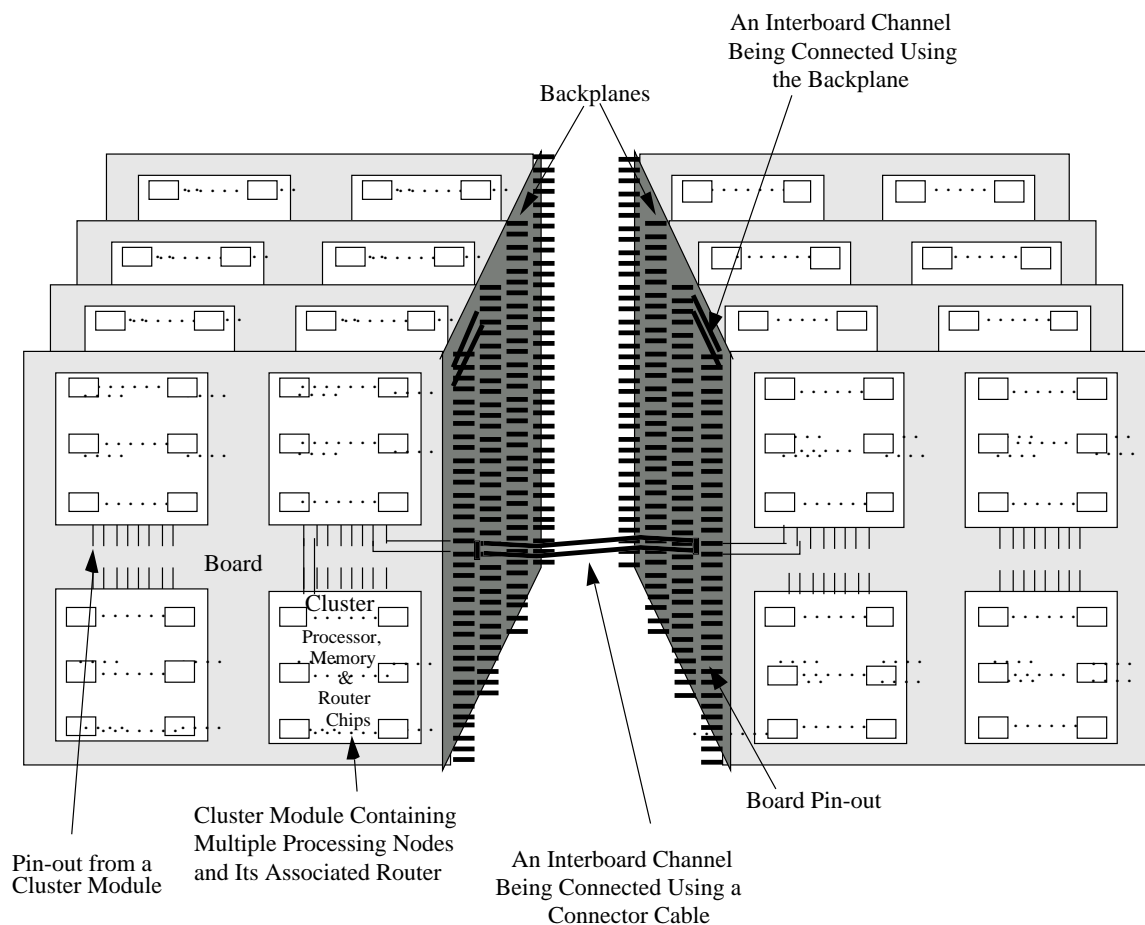 An Interboard Channel
Being Connected Using
the Backplane
Backplanes
Board
Cluster
Processor,
Memory
&
Router
Chips
Board Pin-out
Cluster Module Containing
Multiple Processing Nodes
and Its Associated Router
Pin-out from a
Cluster Module
An Interboard Channel
Being Connected Using a
Connector Cable